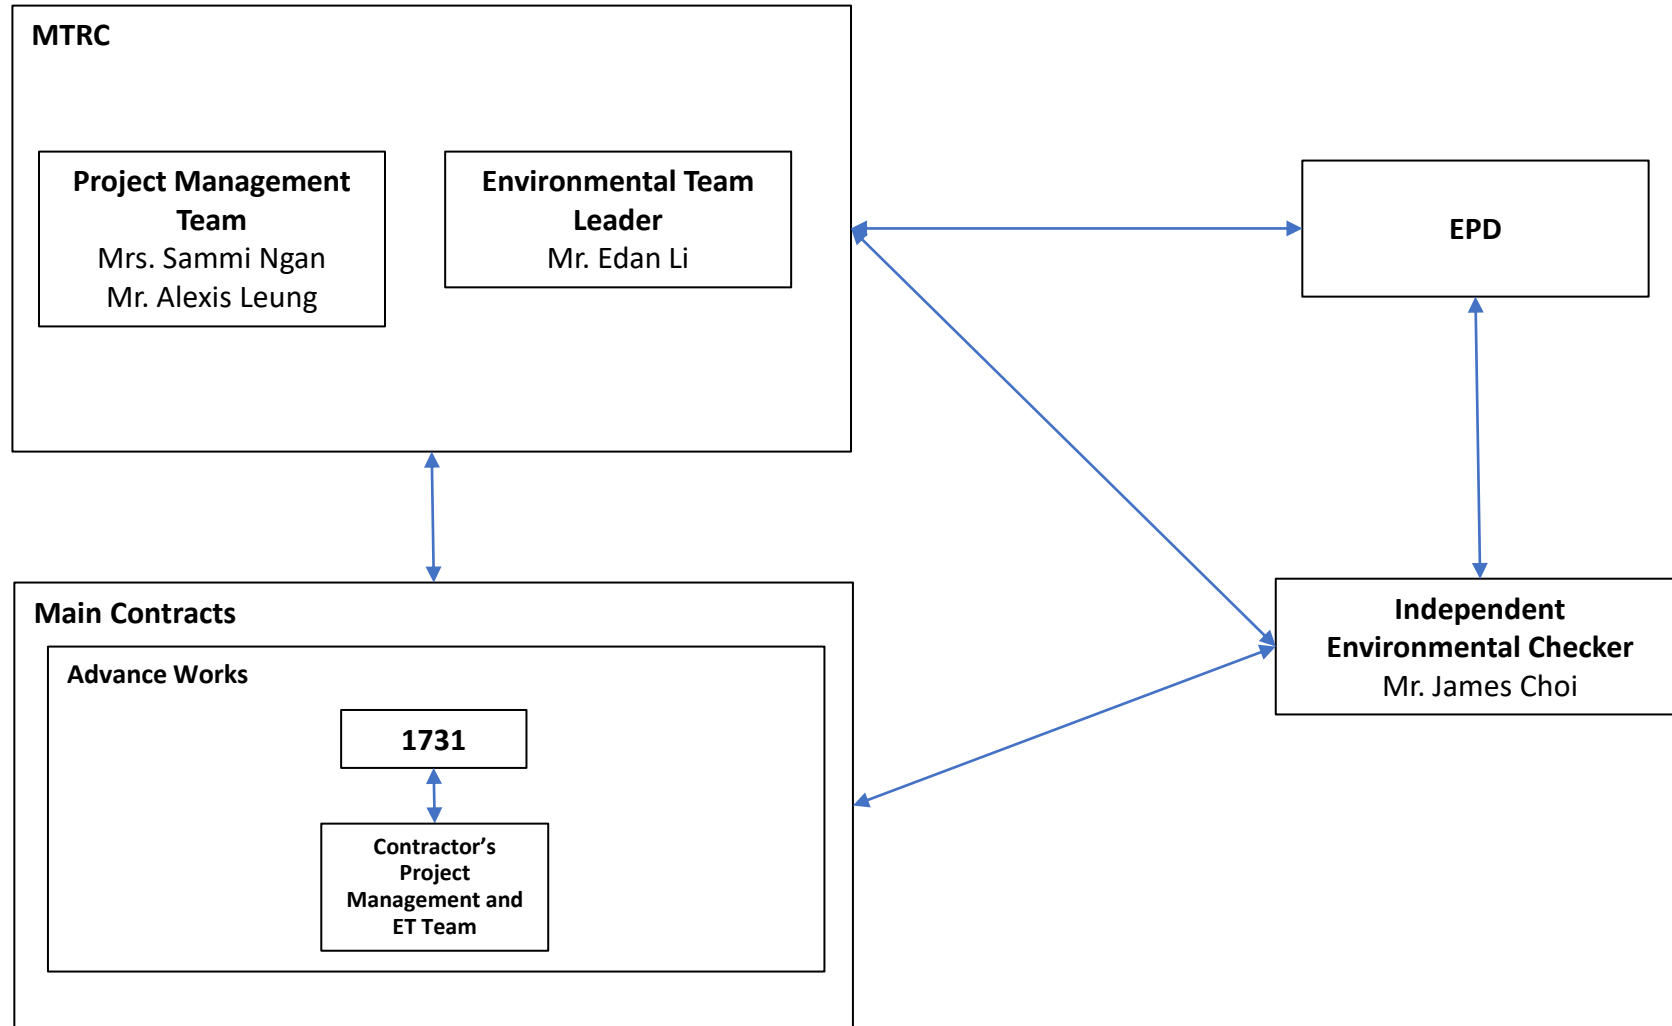 MTRC
Project Management
Team
Mrs. Sammi Ngan
Mr. Alexis Leung
Environmental Team
Leader
Mr. Edan Li
EPD
Main Contracts
Advance Works
1731
Contractor’s
Project
Management and
ET Team
Independent
Environmental Checker
Mr. James Choi